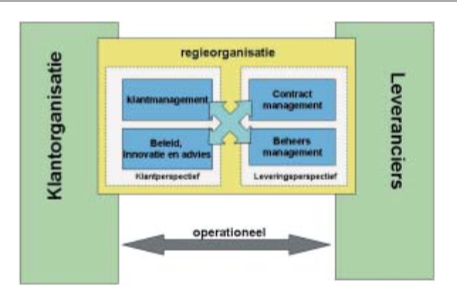 Klantorganisatie
regieorganisatie
klantmanagement
Beleid,
Innovatie en advies
Klantperspectief
Contract
management
Beheers
management
Leveringsperspectief
Leveranciers
operationeel